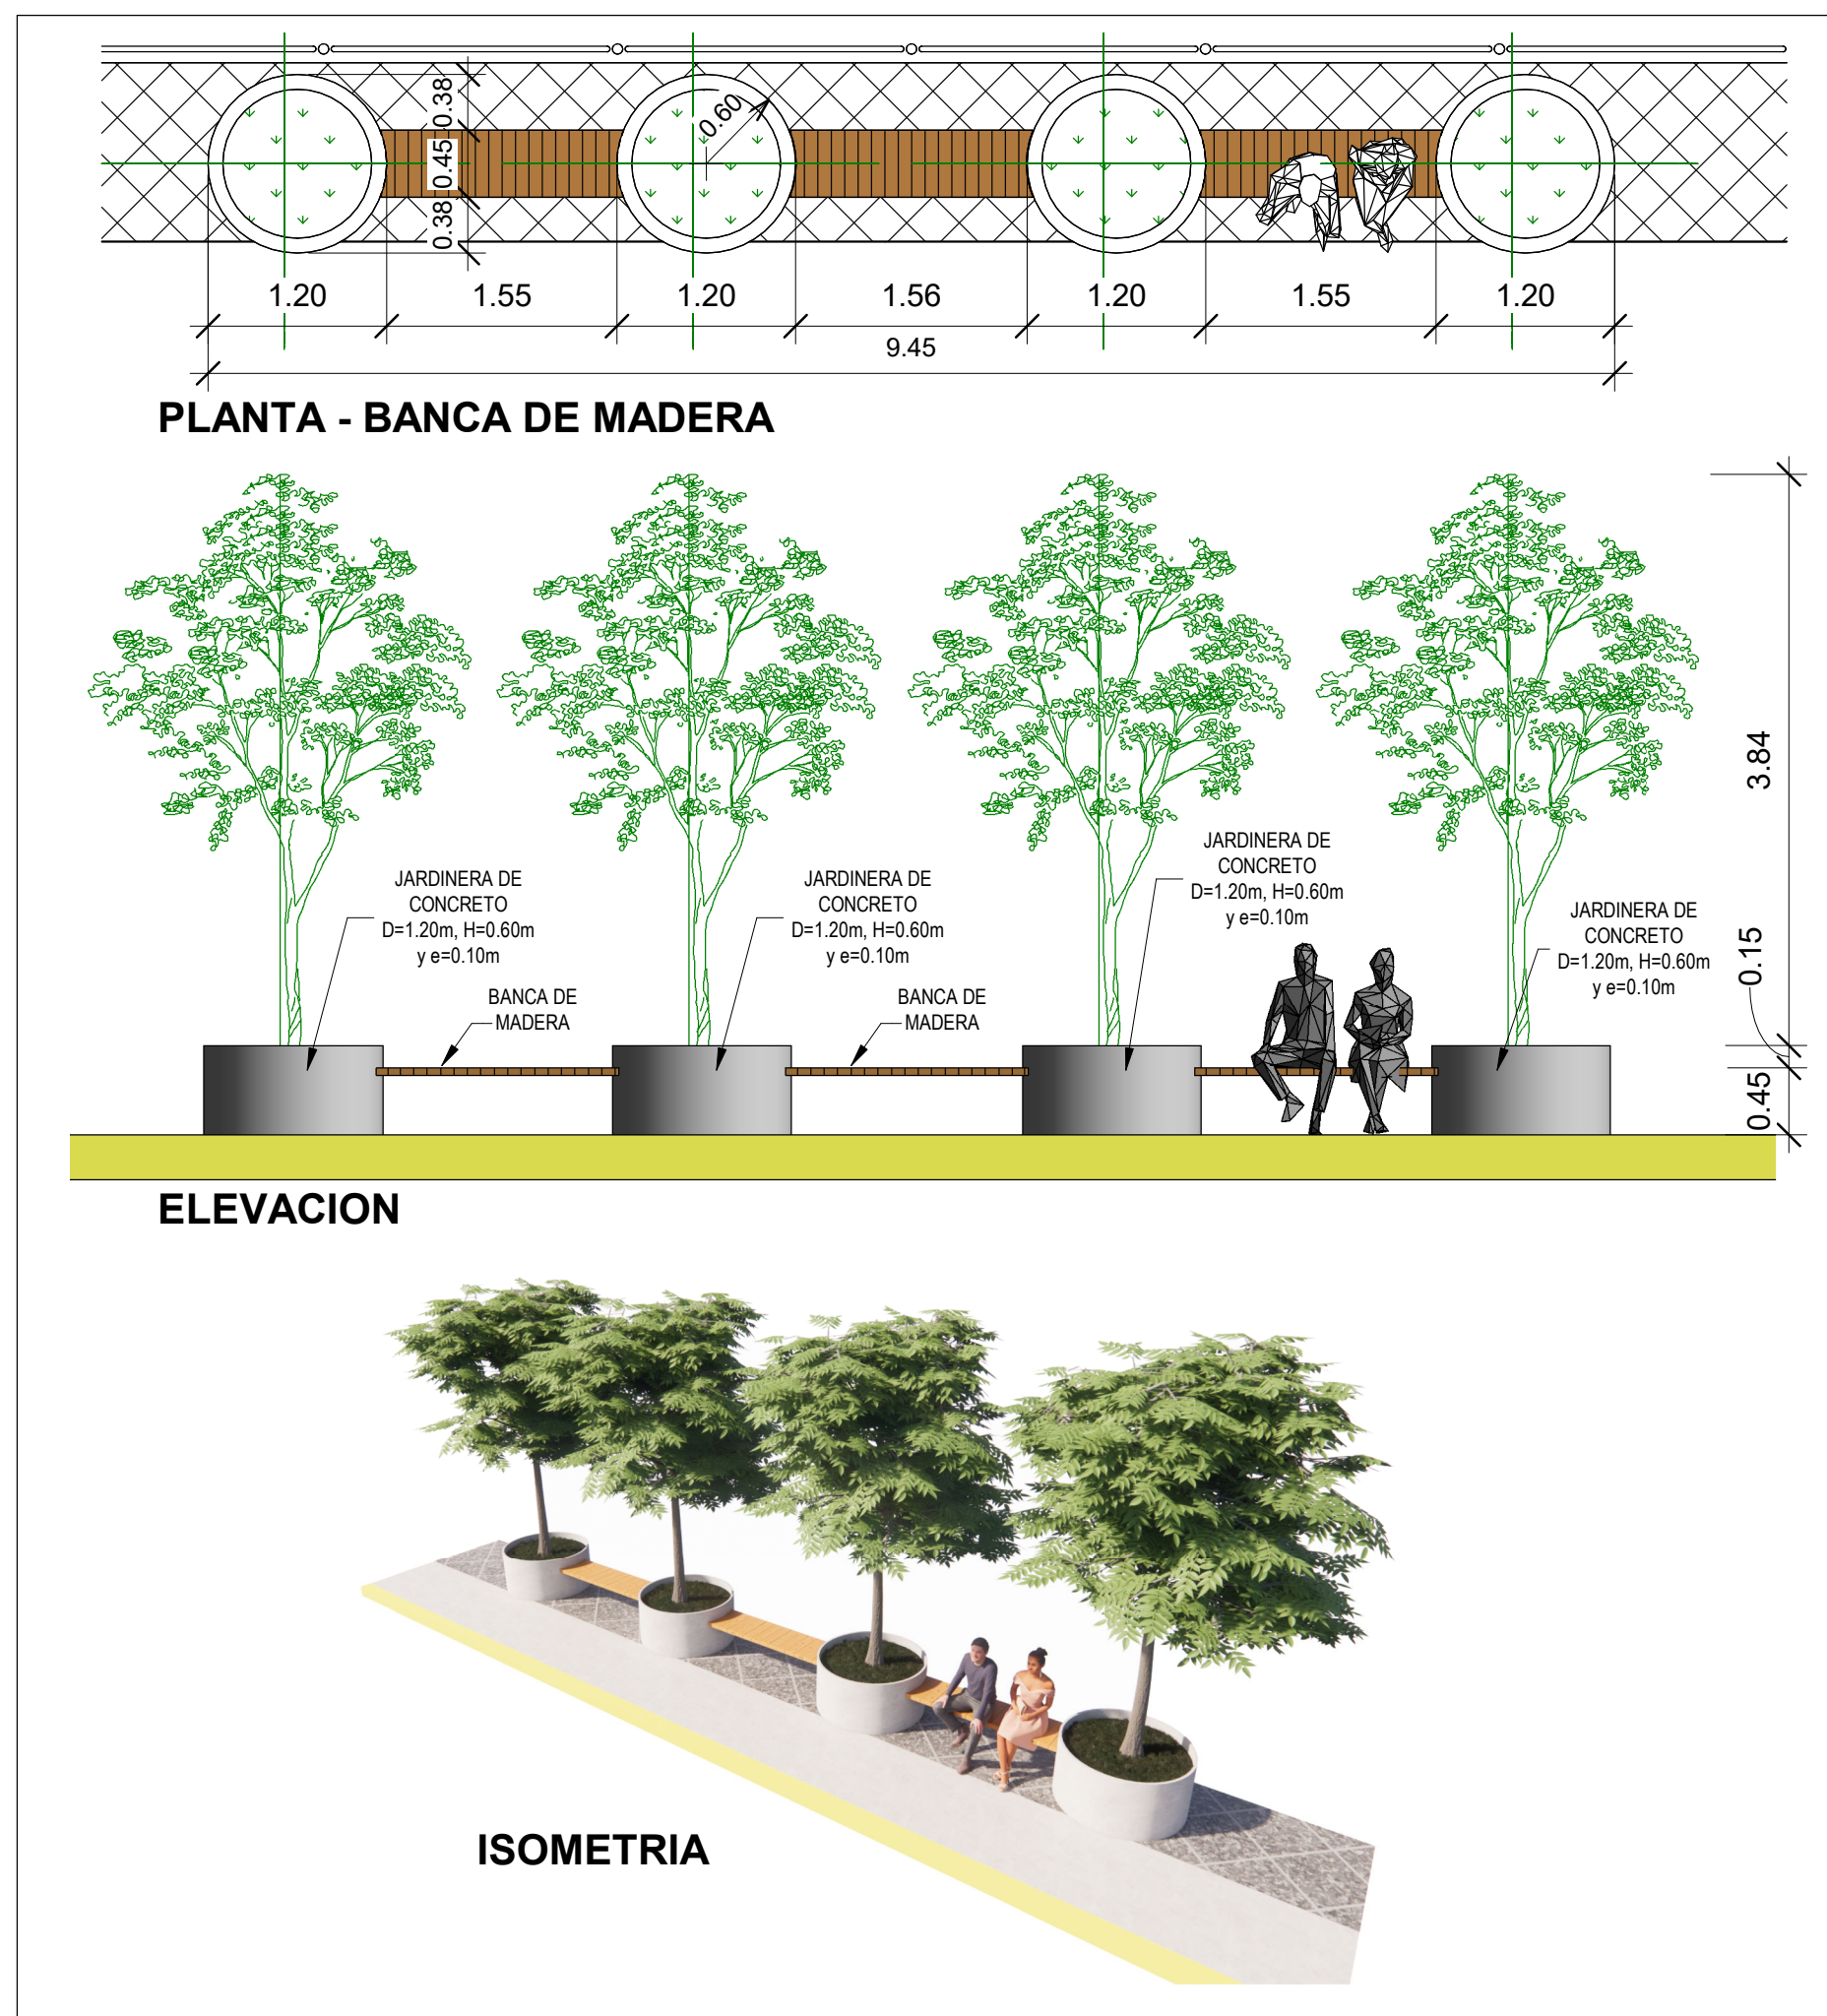 0.38
0.45
0.38
0.60
1.20
1.55
1.20
1.56
1.20
1.55
1.20
9.45
PLANTA - BANCA DE MADERA
3.84
JARDINERA DE
CONCRETO
D=1.20m, H=0.60m
y e=0.10m
JARDINERA DE
CONCRETO
D=1.20m, H=0.60m
y e=0.10m
JARDINERA DE
CONCRETO
D=1.20m, H=0.60m
y e=0.10m
JARDINERA DE
CONCRETO
D=1.20m, H=0.60m
y e=0.10m
BANCA DE
MADERA
BANCA DE
MADERA
0.15
0.45
ELEVACION
ISOMETRIA